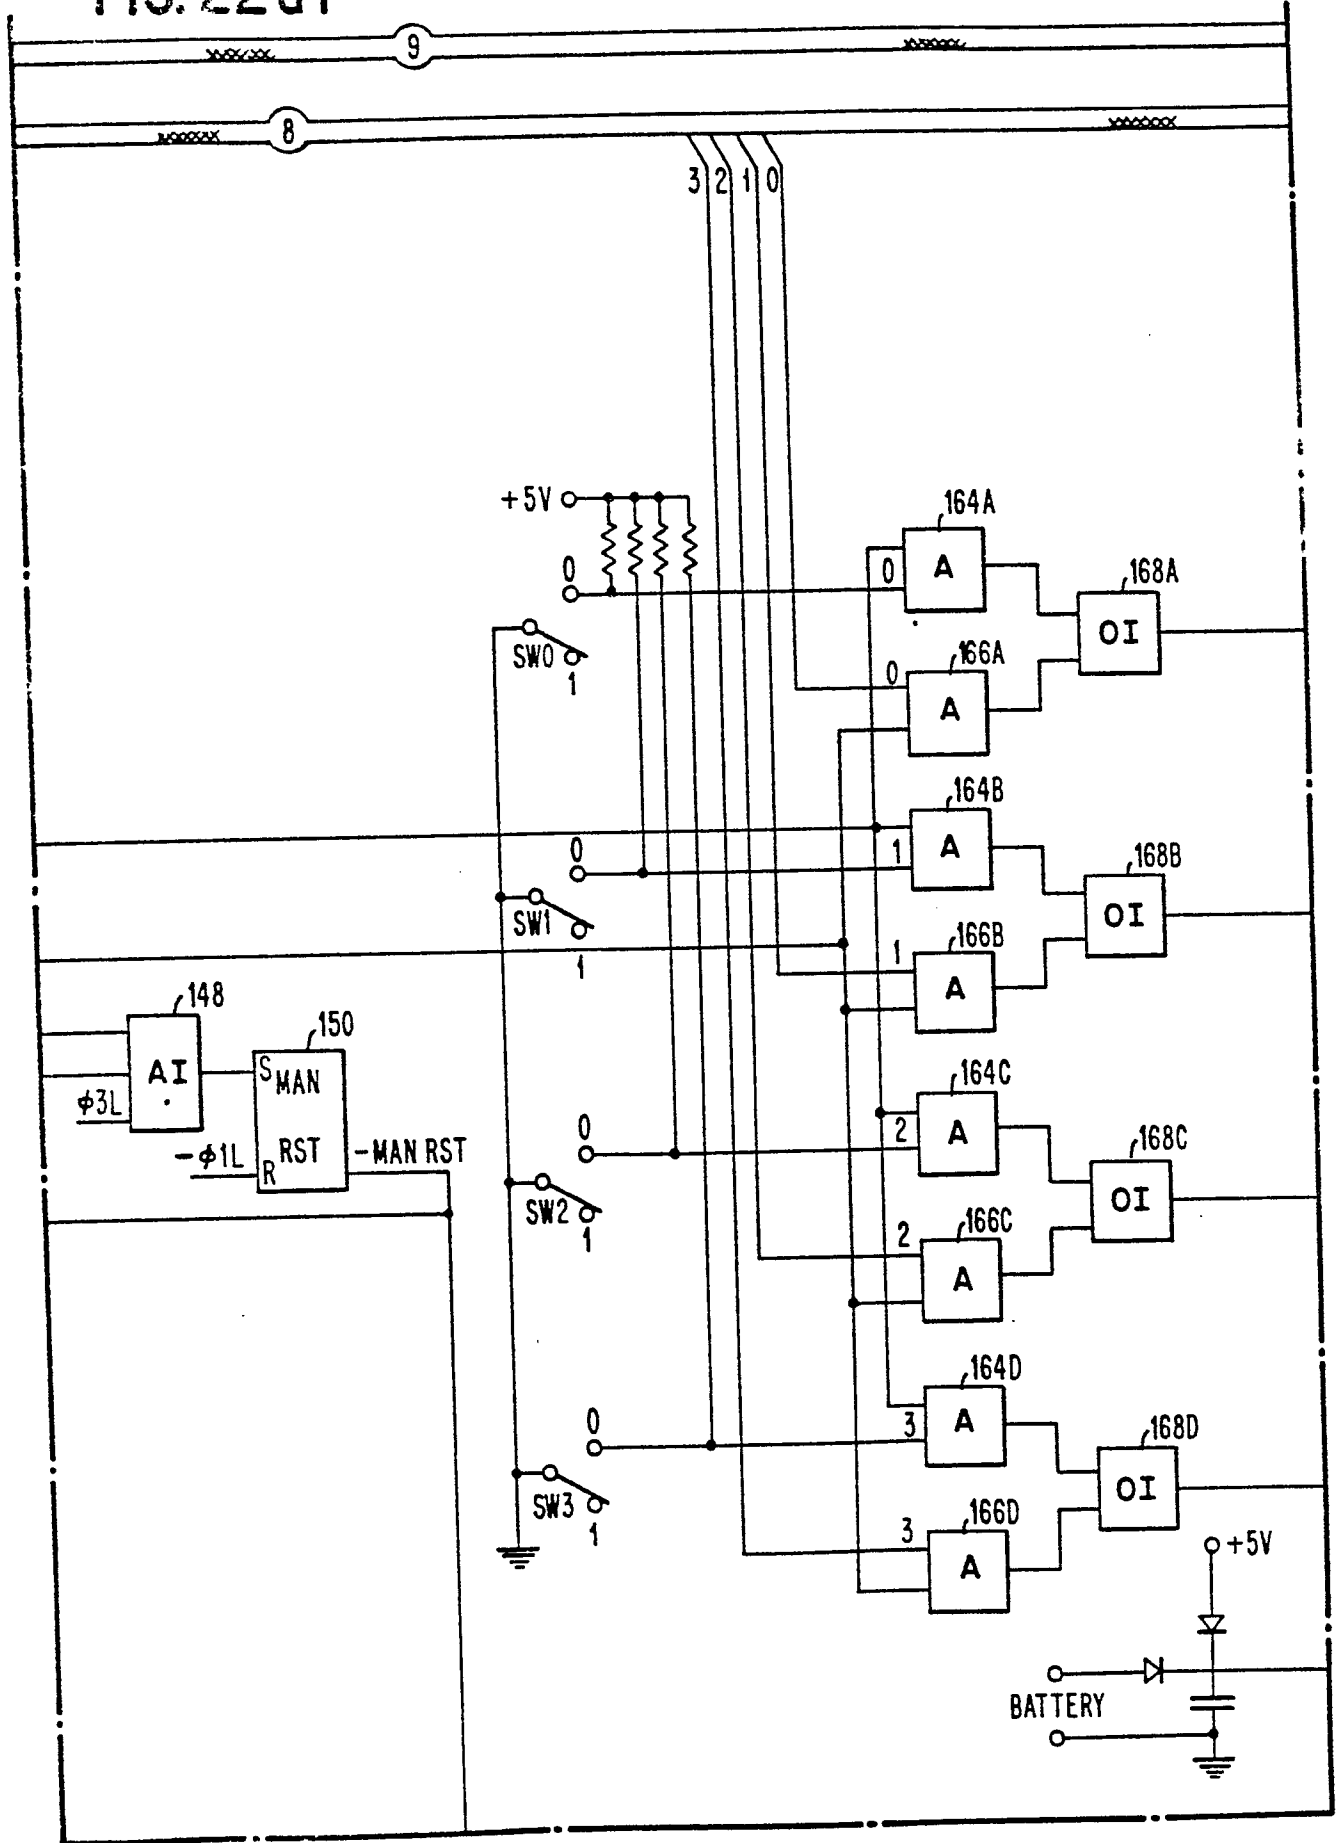 9
8
3 2 1 0
+5V
164A
0
A
168A
0
OI
SW0
1
0
166A
A
164B
0
1
A
168B
OI
SW1
1
1
166B
A
148
150
AI
S MAN
ϕ3L
RST
-ϕ1L
R
-MAN RST
164C
0
2
A
168C
OI
SW2
1
2
166C
A
164D
0
3
A
168D
OI
SW3
1
3
166D
A
+5V
BATTERY